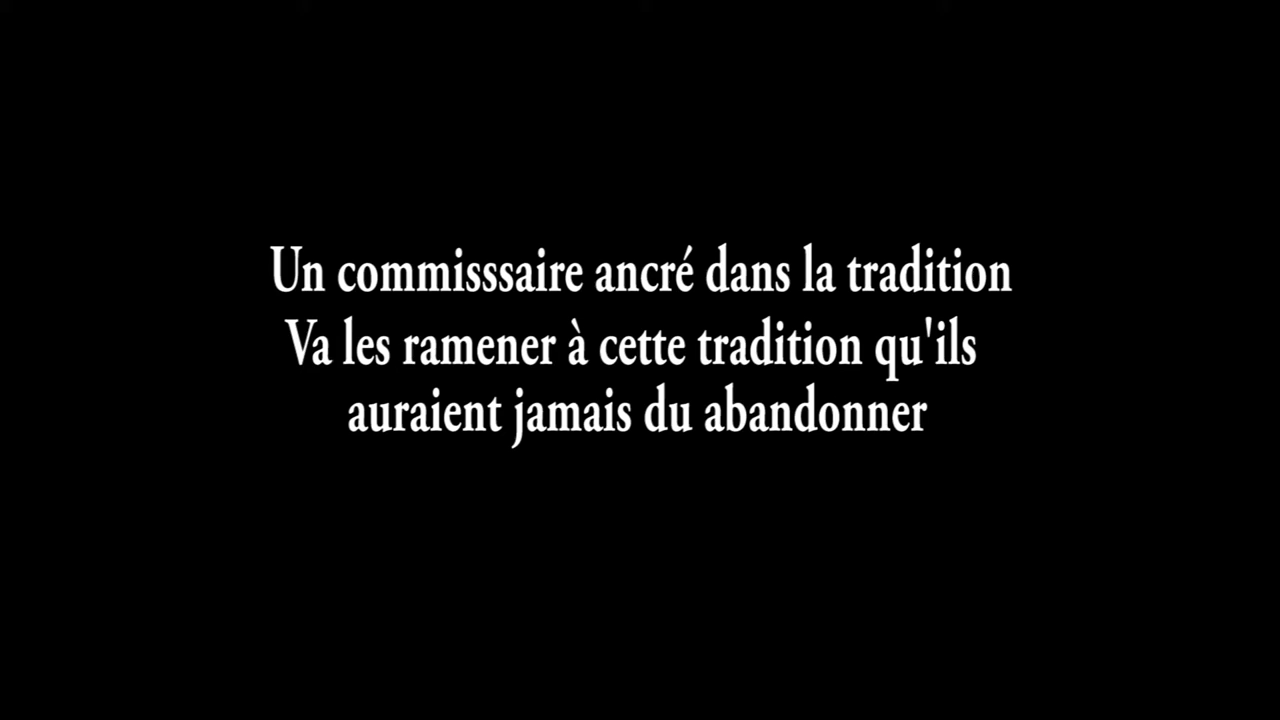 Un commisssaire ancré dans la tradition
Va les ramener à cette tradition qu'ils
auraient jamais du abandonner